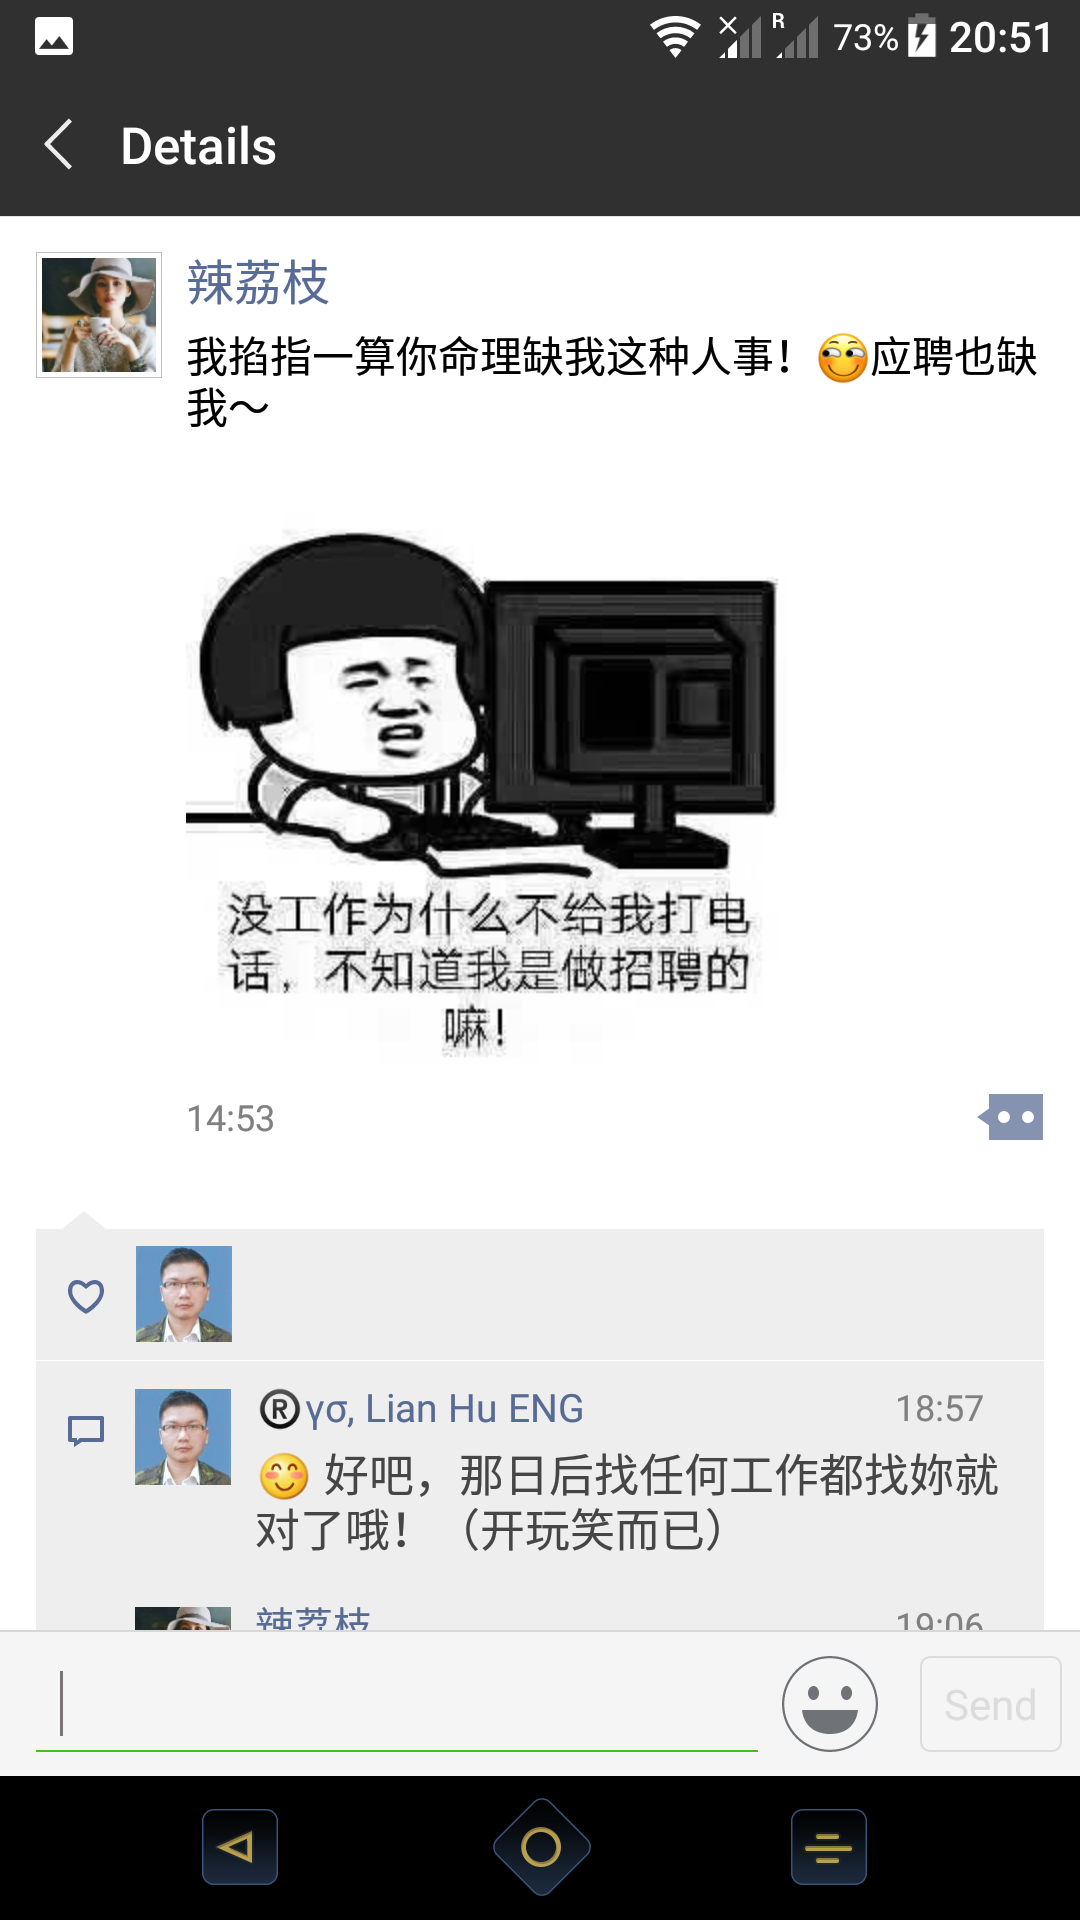 R 73% 20:51
Details
辣荔枝
我掐指一算你命理缺我这种人事！应聘也缺
我～
没工作为什么不给我打电
话，不知道我是做招聘的
嘛！
14:53
®γσ, Lian Hu ENG 18:57
好吧，那日后找任何工作都找妳就
对了哦！（开玩笑而已）
辣荔枝 19:06
Send